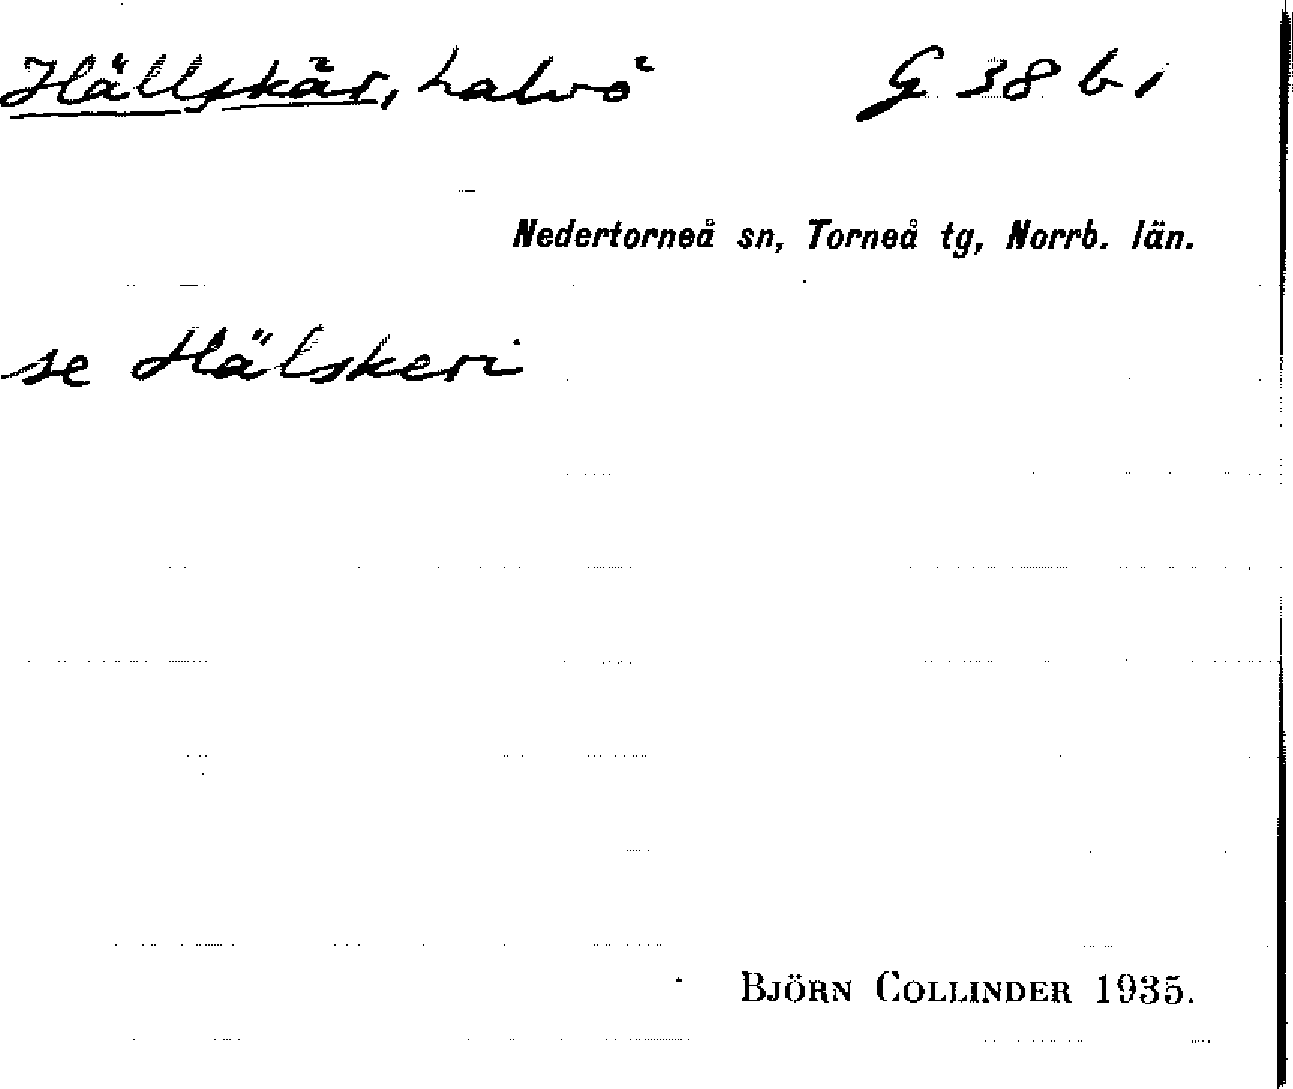 Hällskär, halvö G 38 b 1
Nedertorneå sn, Torneå tg, Norrb. län.
se Hälskeri
BJÖRN COLLINDER 1935.